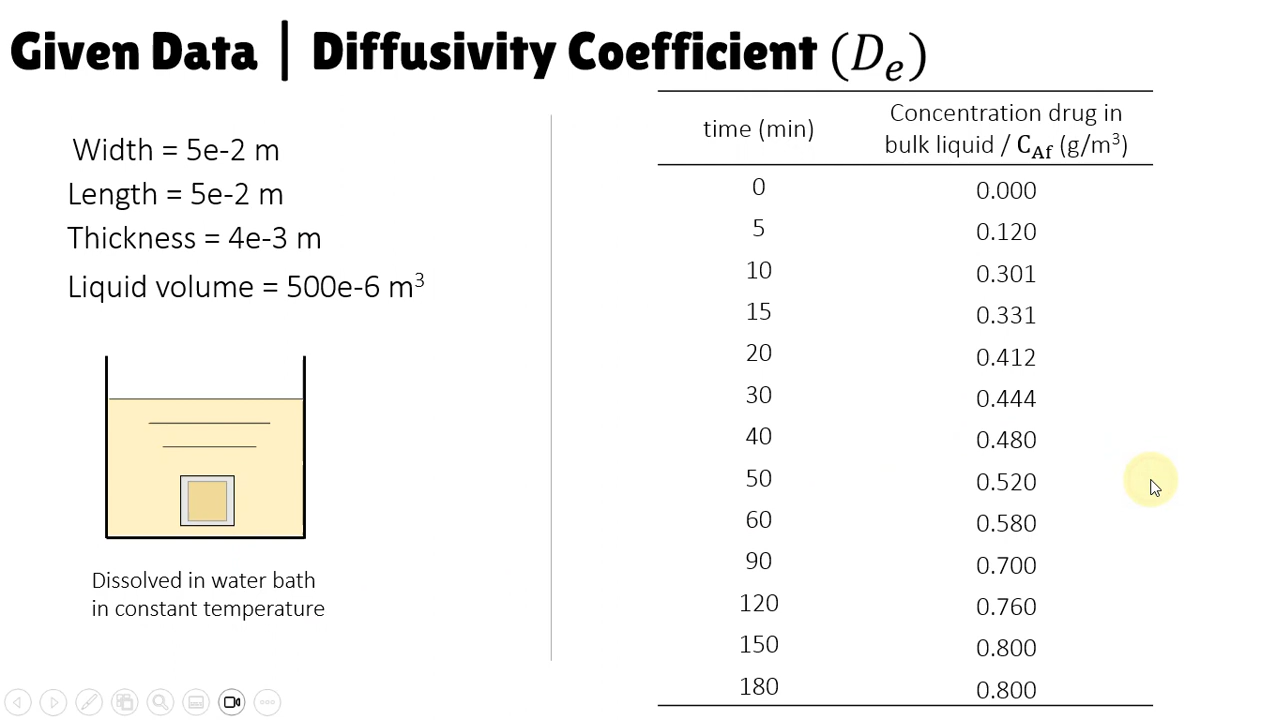 Given Data | Diffusivity Coefficient (Dₑ)
Width = 5e-2 m
Length = 5e-2 m
Thickness = 4e-3 m
Liquid volume = 500e-6 m³
Dissolved in water bath
in constant temperature
time (min)
Concentration drug in
bulk liquid / C_Af (g/m³)
0 0.000
5 0.120
10 0.301
15 0.331
20 0.412
30 0.444
40 0.480
50 0.520
60 0.580
90 0.700
120 0.760
150 0.800
180 0.800